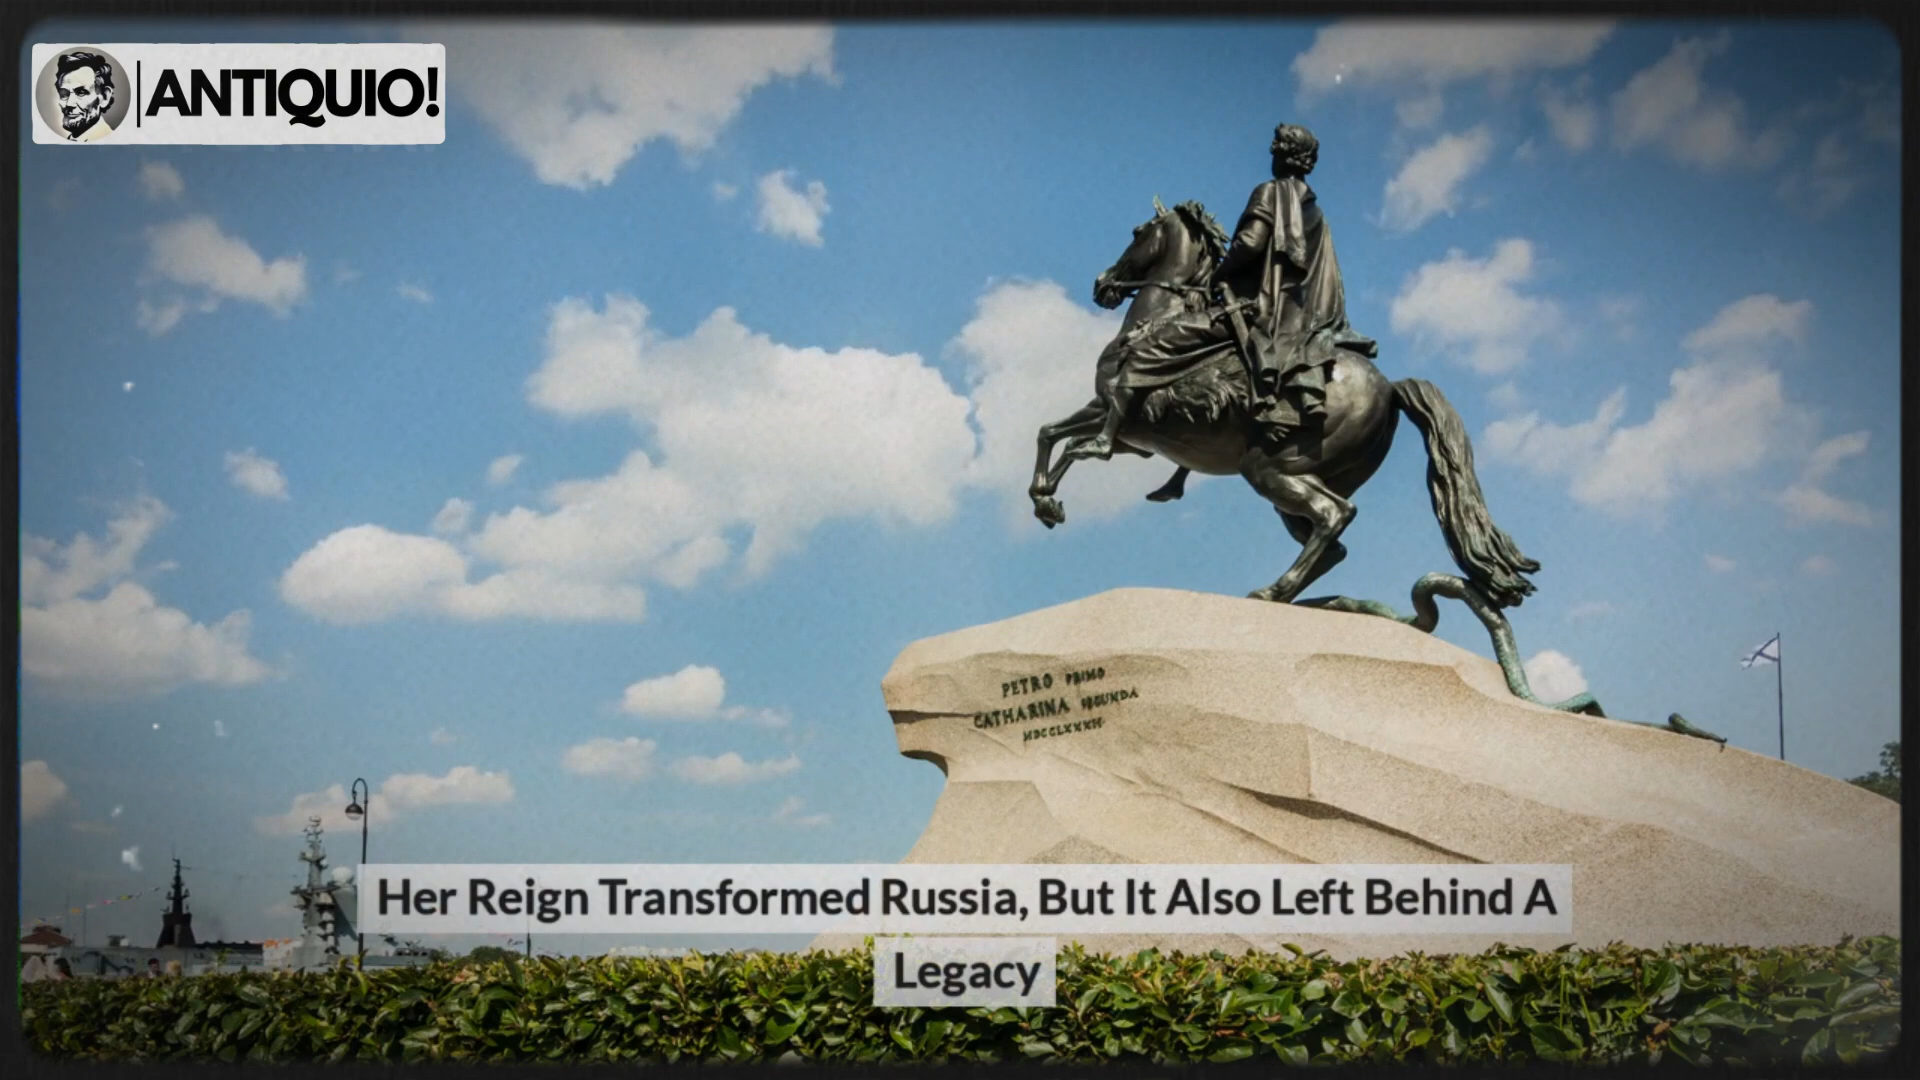 ANTIQUIO!
PETRO PRIMO
CATHARINA SECUNDA
MDCCLXXXII
Her Reign Transformed Russia, But It Also Left Behind A
Legacy